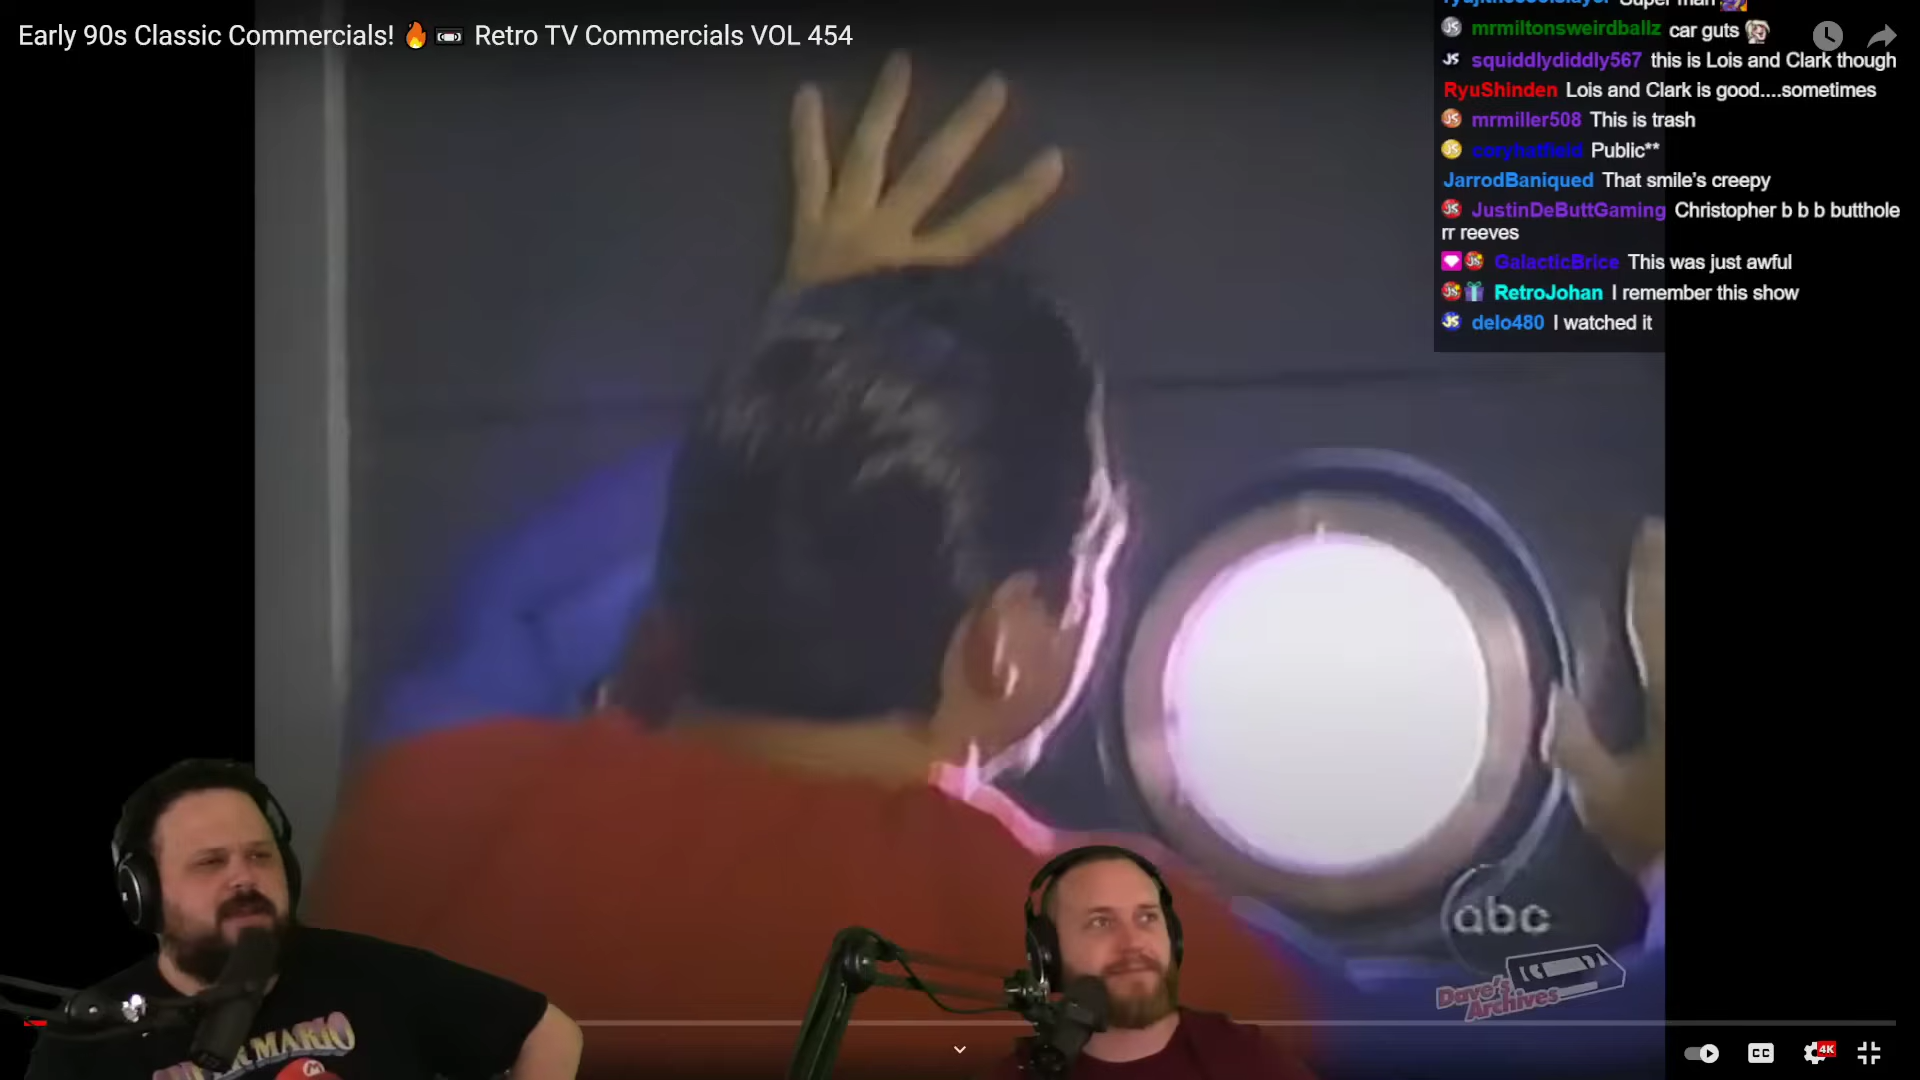 Early 90s Classic Commercials! 🔥📼 Retro TV Commercials VOL 454
mrmiltonsweirdballz car guts
squiddlydiddly567 this is Lois and Clark though
RyuShinden Lois and Clark is good....sometimes
mrmiller508 This is trash
coryhatfield Public**
JarrodBaniqued That smile's creepy
JustinDeButtGaming Christopher b b b butthole
rr reeves
GalacticBrice This was just awful
RetroJohan I remember this show
delo480 I watched it
abc
Dave's
Archives
MARIO
CC
4K